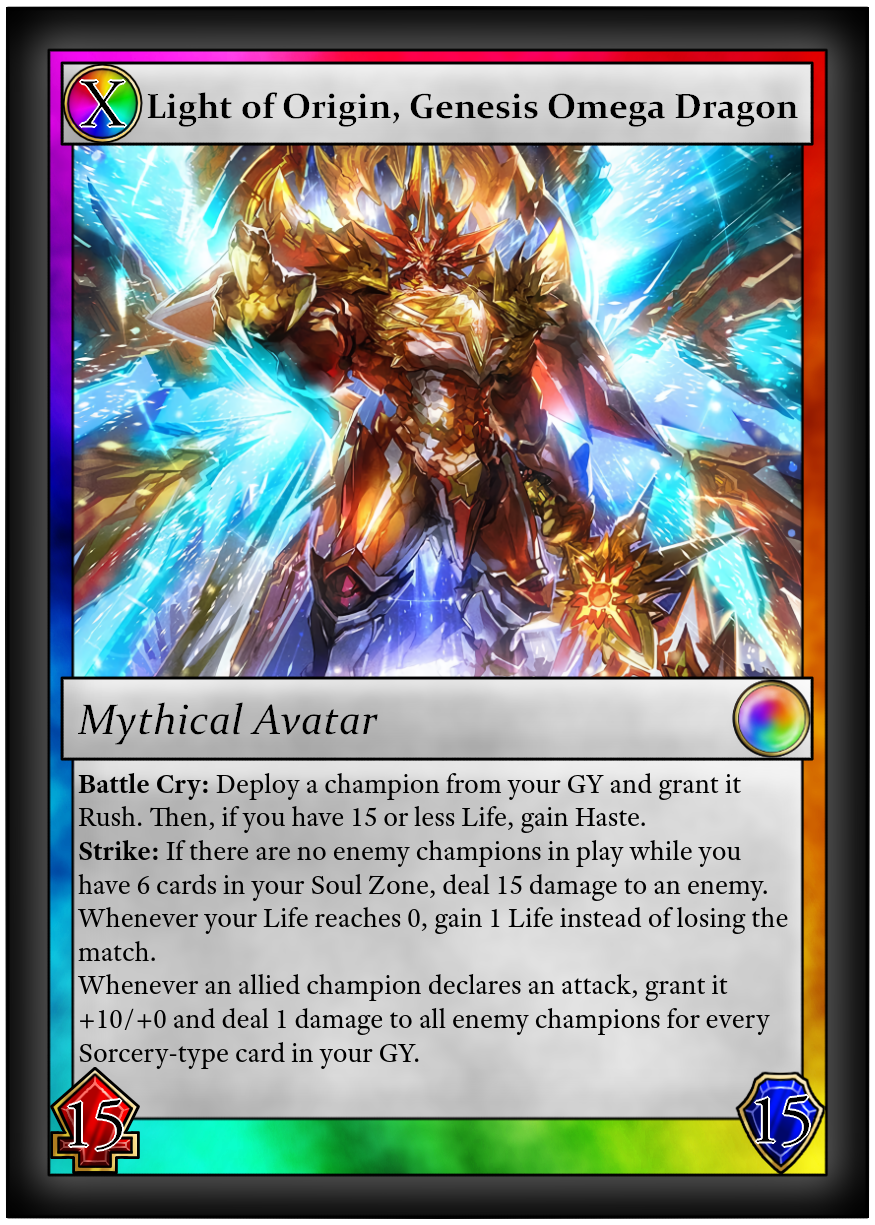 X
Light of Origin, Genesis Omega Dragon
Mythical Avatar
Battle Cry: Deploy a champion from your GY and grant it
Rush. Then, if you have 15 or less Life, gain Haste.
Strike: If there are no enemy champions in play while you
have 6 cards in your Soul Zone, deal 15 damage to an enemy.
Whenever your Life reaches 0, gain 1 Life instead of losing the
match.
Whenever an allied champion declares an attack, grant it
+10/+0 and deal 1 damage to all enemy champions for every
Sorcery-type card in your GY.
15
15